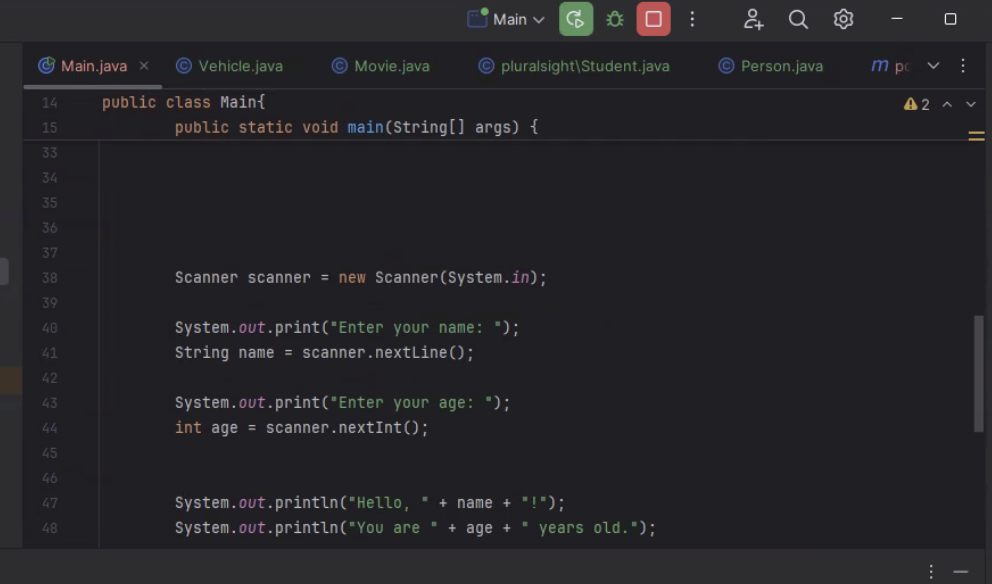 Main
Main.java
Vehicle.java
Movie.java
pluralsight\Student.java
Person.java
14 public class Main{
2
15 public static void main(String[] args) {
33
34
35
36
37
38 Scanner scanner = new Scanner(System.in);
39
40 System.out.print("Enter your name: ");
41 String name = scanner.nextLine();
42
43 System.out.print("Enter your age: ");
44 int age = scanner.nextInt();
45
46
47 System.out.println("Hello, " + name + "!");
48 System.out.println("You are " + age + " years old.");